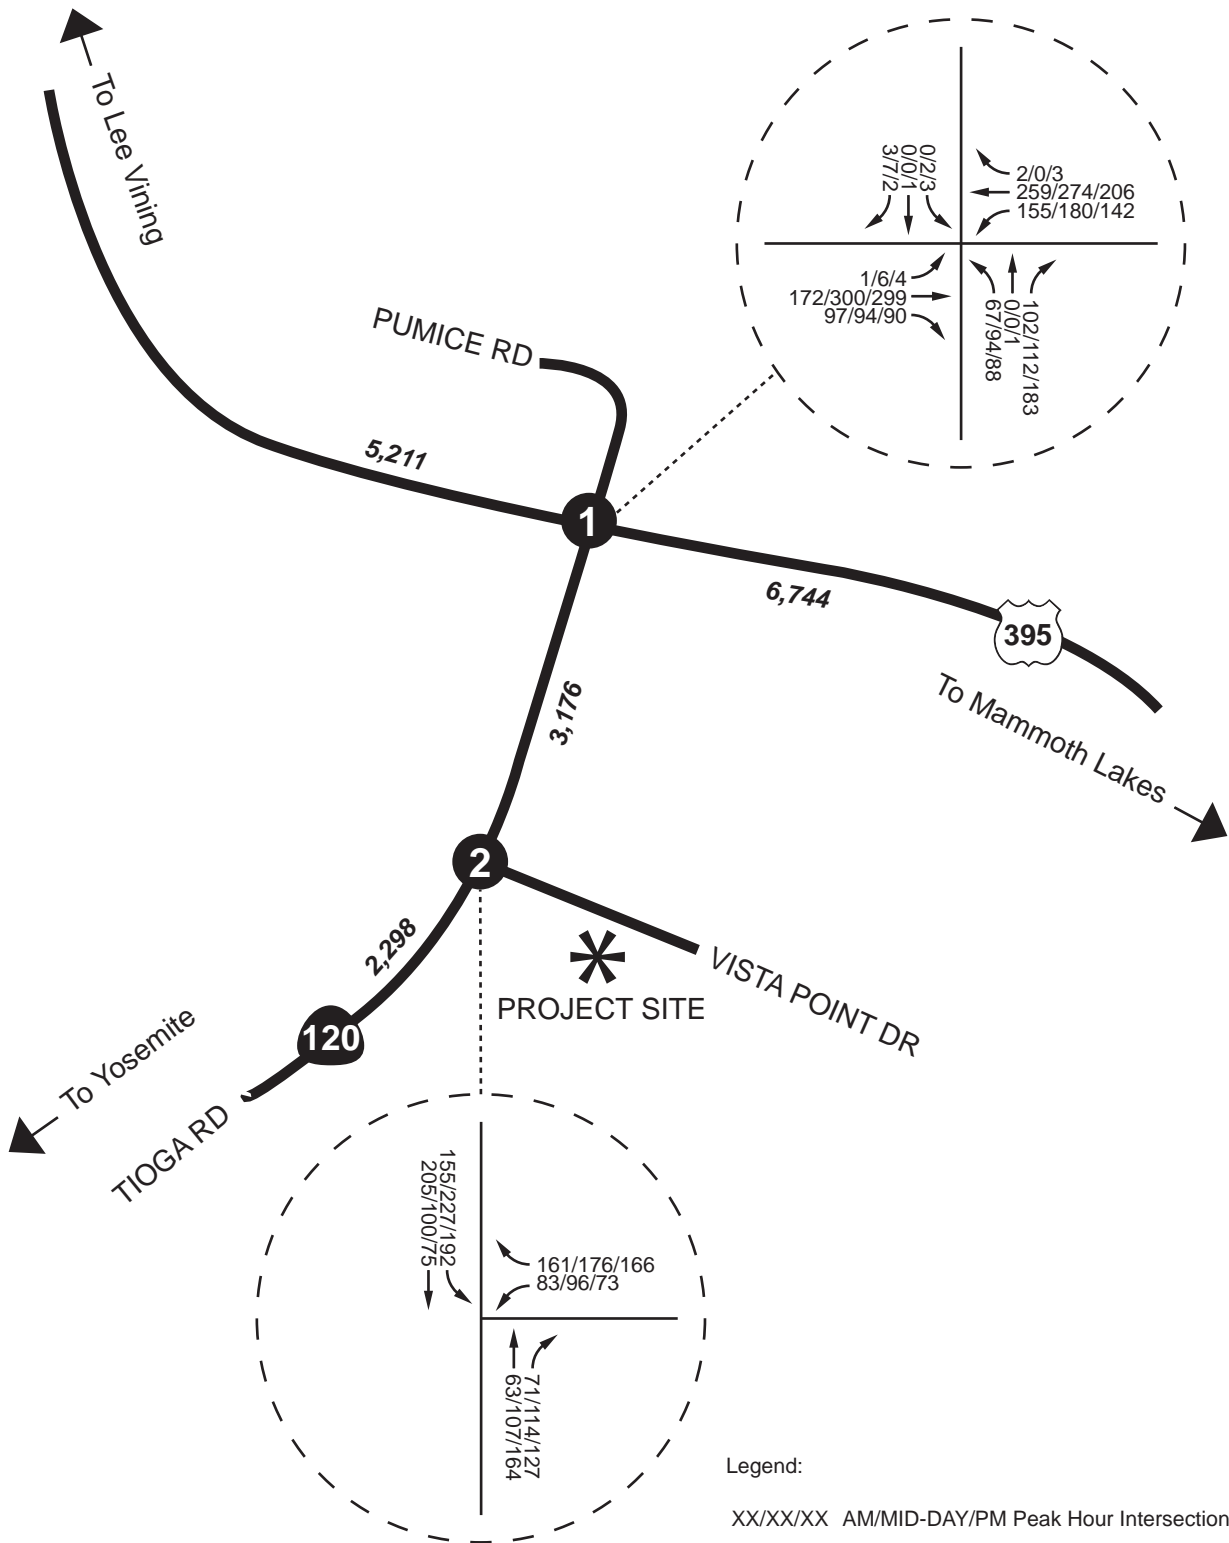 To Lee Vining
0/2/3
0/0/1
3/7/2
2/0/3
259/274/206
155/180/142
1/6/4
172/300/299
97/94/90
102/112/183
0/0/1
67/94/88
PUMICE RD
5,211
1
6,744
395
To Mammoth Lakes
3,176
2
2,298
PROJECT SITE
VISTA POINT DR
120
To Yosemite
TIOGA RD
155/227/192
205/100/75
161/176/166
83/96/73
71/114/127
63/107/164
Legend:
XX/XX/XX AM/MID-DAY/PM Peak Hour Intersection